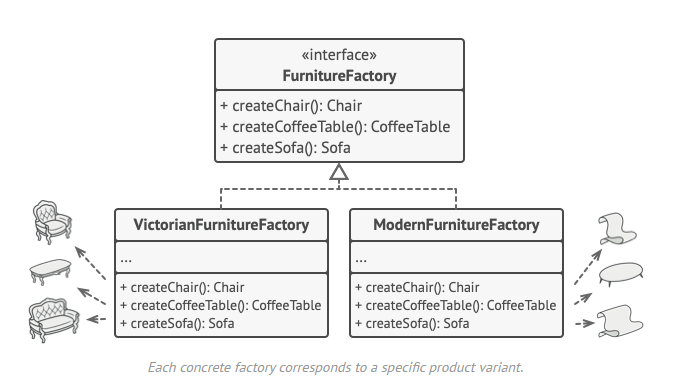 «interface»
FurnitureFactory
+ createChair(): Chair
+ createCoffeeTable(): CoffeeTable
+ createSofa(): Sofa
VictorianFurnitureFactory
...
+ createChair(): Chair
+ createCoffeeTable(): CoffeeTable
+ createSofa(): Sofa
ModernFurnitureFactory
...
+ createChair(): Chair
+ createCoffeeTable(): CoffeeTable
+ createSofa(): Sofa
Each concrete factory corresponds to a specific product variant.